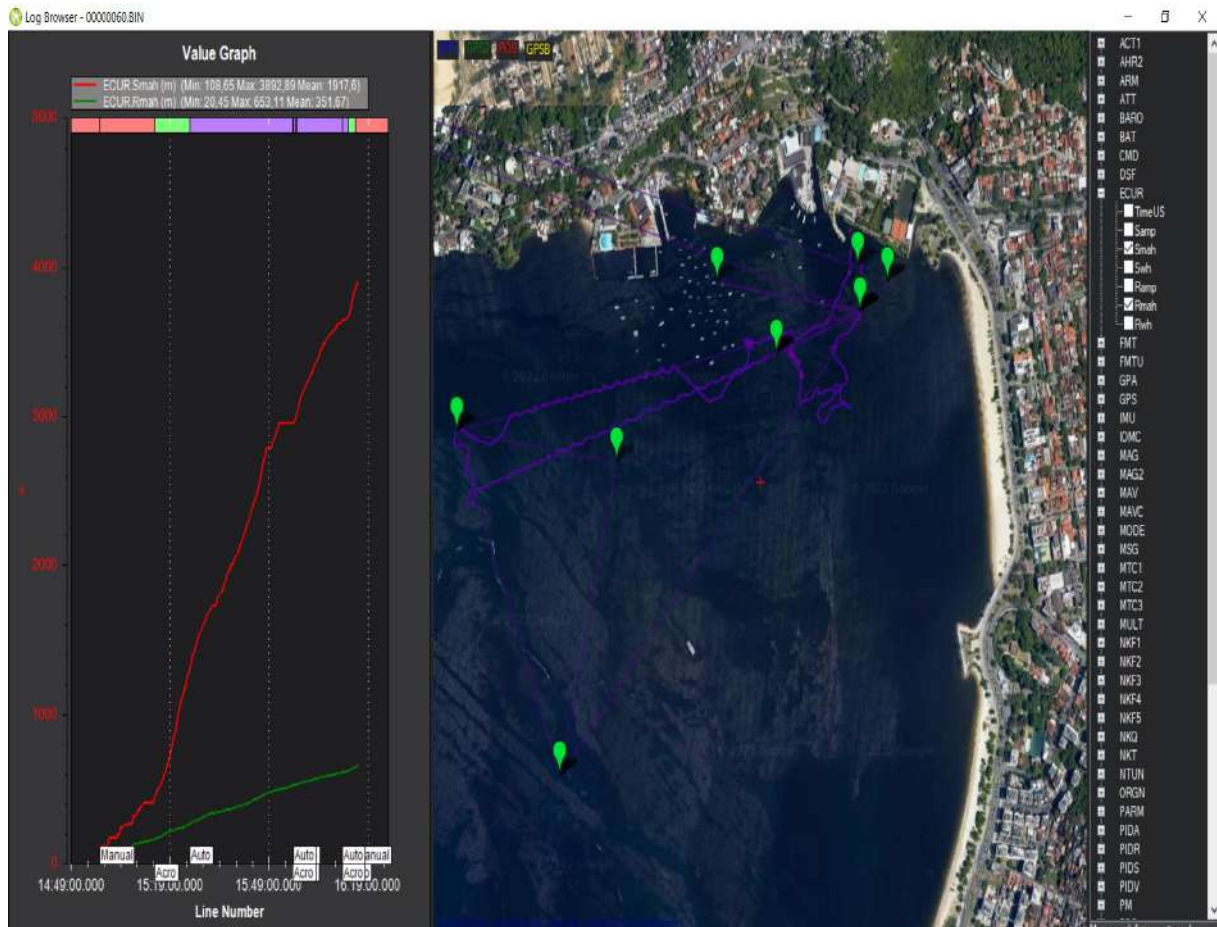 Log Browser - 00000060.BIN
Value Graph
ECUR.Smah (m) (Min: 108,65 Max: 3892,89 Mean: 1917,6)
ECUR.Rmah (m) (Min: 20,45 Max: 653,11 Mean: 351,67)
5000
4000
3000
2000
1000
0
Manual
Auto
Auto
Auto
anual
Acro
Acro
Acro
14:49:00.000
15:19:00.000
15:49:00.000
16:19:00.000
Line Number
POS
GPSB
ACT1
AHR2
ARM
ATT
BARO
BAT
CMD
DSF
ECUR
TimeUS
Samp
Smah
Swh
Ramp
Rmah
Rwh
FMT
FMTU
GPA
GPS
IMU
IOMC
MAG
MAG2
MAV
MAVC
MODE
MSG
MTC1
MTC2
MTC3
MULT
NKF1
NKF2
NKF3
NKF4
NKF5
NKQ
NKT
NTUN
ORGN
PARM
PIDA
PIDR
PIDS
PIDV
PM